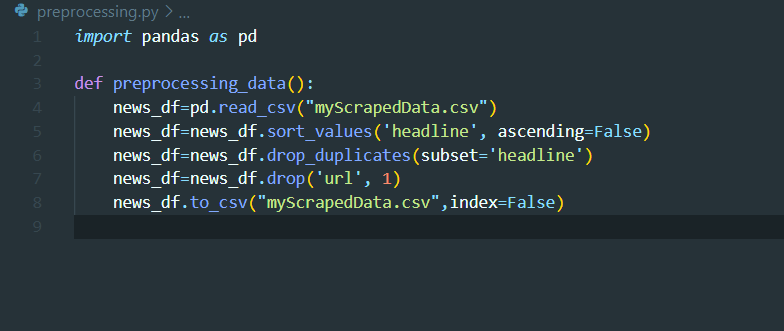 preprocessing.py > ...
1 import pandas as pd
2
3 def preprocessing_data():
4     news_df=pd.read_csv("myScrapedData.csv")
5     news_df=news_df.sort_values('headline', ascending=False)
6     news_df=news_df.drop_duplicates(subset='headline')
7     news_df=news_df.drop('url', 1)
8     news_df.to_csv("myScrapedData.csv",index=False)
9